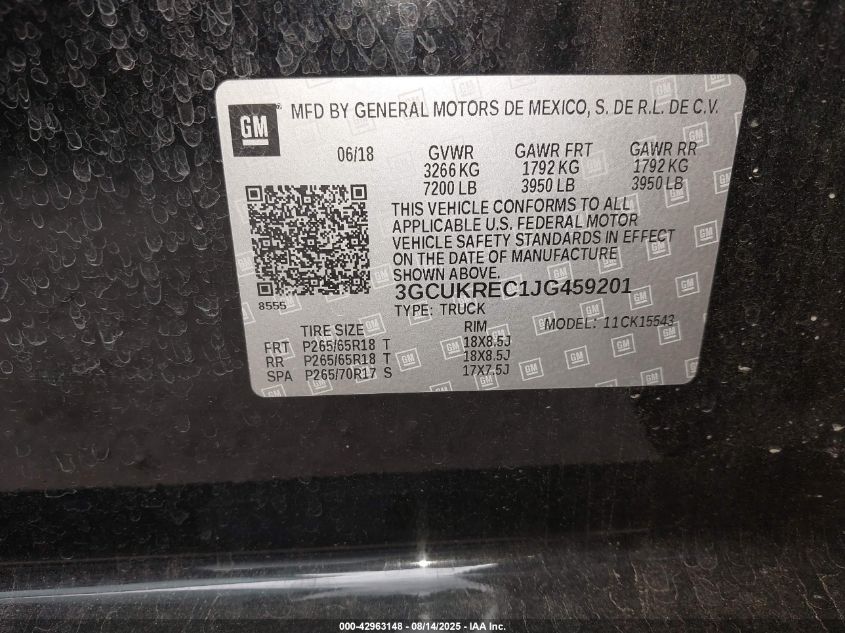 GM
MFD BY GENERAL MOTORS DE MEXICO, S. DE R.L. DE C.V.
06/18 GVWR GAWR FRT GAWR RR
3266 KG 1792 KG 1792 KG
7200 LB 3950 LB 3950 LB
THIS VEHICLE CONFORMS TO ALL
APPLICABLE U.S. FEDERAL MOTOR
VEHICLE SAFETY STANDARDS IN EFFECT
ON THE DATE OF MANUFACTURE
SHOWN ABOVE.
3GCUKREC1JG459201
8555
TYPE: TRUCK MODEL: 11CK15543
TIRE SIZE RIM
FRT P265/65R18 T 18X8.5J
RR P265/65R18 T 18X8.5J
SPA P265/70R17 S 17X7.5J
000-42963148 - 08/14/2025 - IAA Inc.